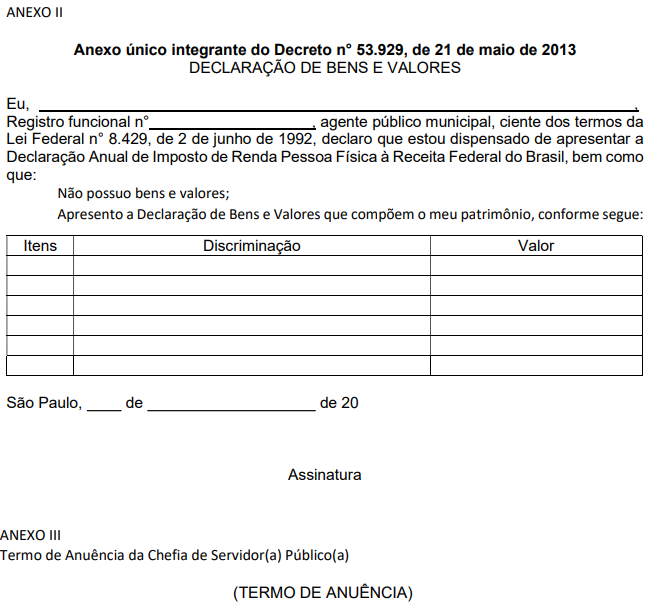 ANEXO II
Anexo único integrante do Decreto n° 53.929, de 21 de maio de 2013
DECLARAÇÃO DE BENS E VALORES
Eu, ,
Registro funcional n° , agente público municipal, ciente dos termos da
Lei Federal n° 8.429, de 2 de junho de 1992, declaro que estou dispensado de apresentar a
Declaração Anual de Imposto de Renda Pessoa Física à Receita Federal do Brasil, bem como
que:
Não possuo bens e valores;
Apresento a Declaração de Bens e Valores que compõem o meu patrimônio, conforme segue:
Itens Discriminação Valor
São Paulo, ____ de ____________________ de 20
Assinatura
ANEXO III
Termo de Anuência da Chefia de Servidor(a) Público(a)
(TERMO DE ANUÊNCIA)